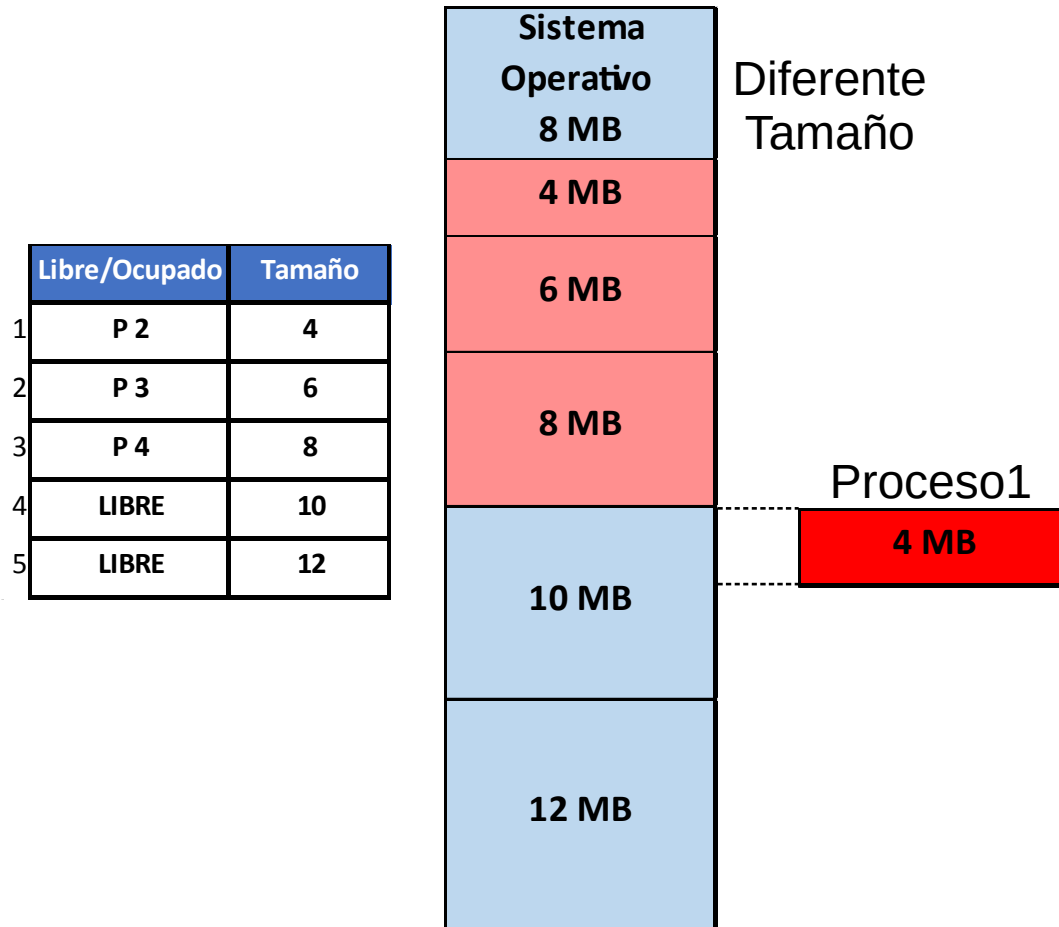 Sistema
Operativo
8 MB
Diferente
Tamaño
4 MB
6 MB
8 MB
10 MB
12 MB
Libre/Ocupado Tamaño
1 P 2 4
2 P 3 6
3 P 4 8
4 LIBRE 10
5 LIBRE 12
Proceso1
4 MB